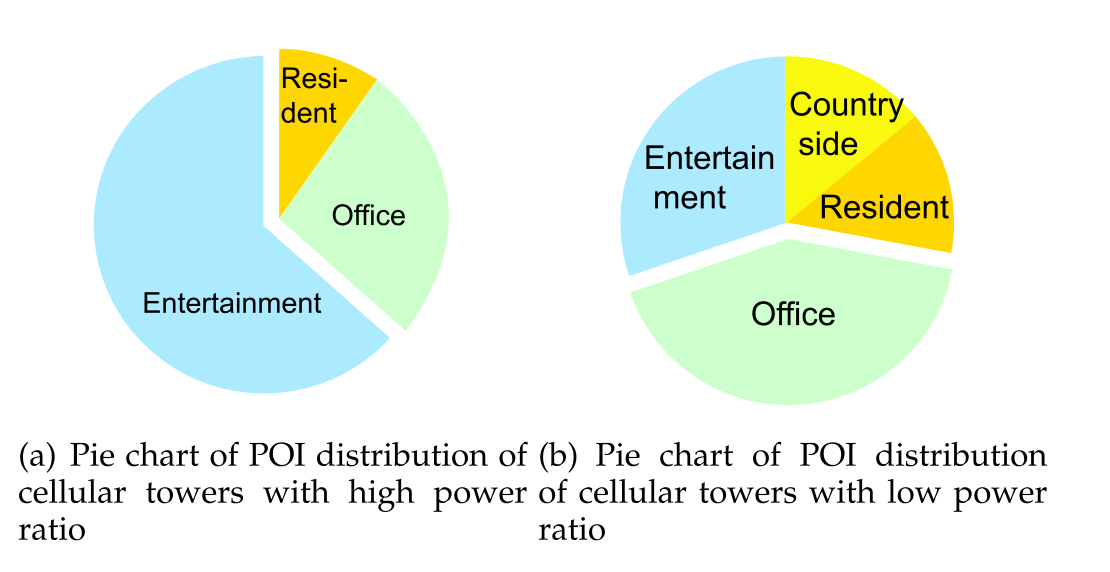 Resi-
dent
Office
Entertainment
Country
side
Entertain
ment
Resident
Office
(a) Pie chart of POI distribution of
cellular towers with high power
ratio
(b) Pie chart of POI distribution
of cellular towers with low power
ratio